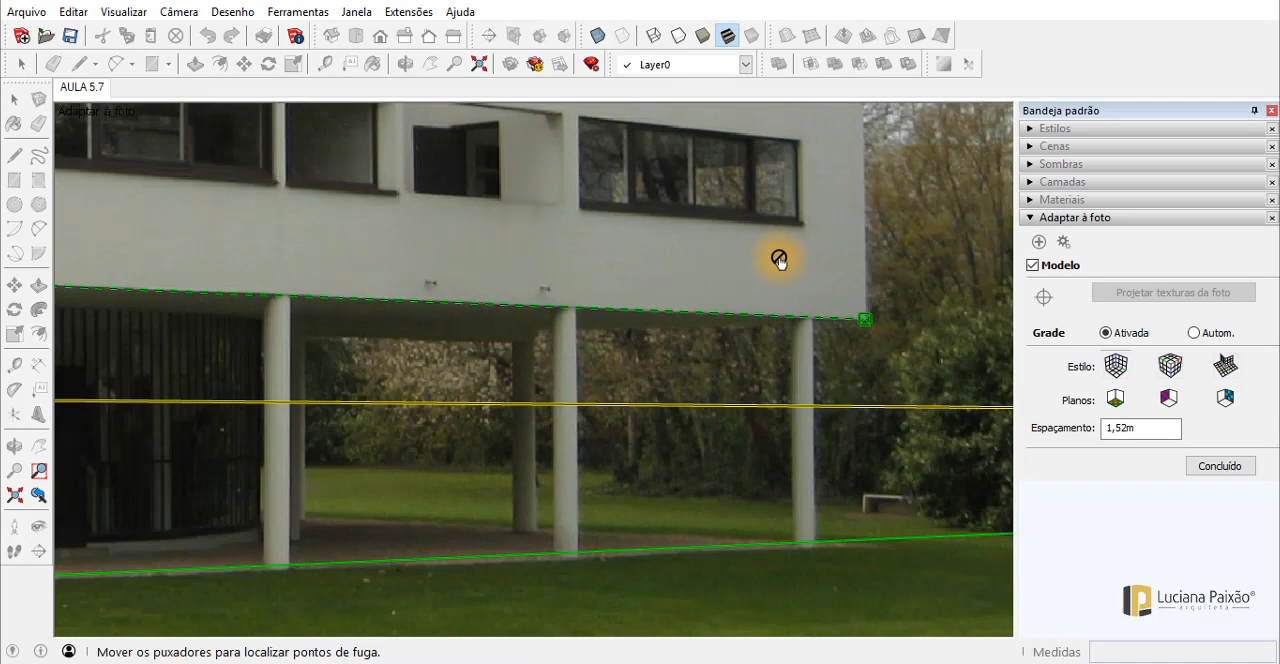 Arquivo Editar Visualizar Câmera Desenho Ferramentas Janela Extensões Ajuda
Layer0
AULA 5.7
Adaptar à foto
Bandeja padrão
Estilos
Cenas
Sombras
Camadas
Materiais
Adaptar à foto
Modelo
Projetar texturas da foto
Grade Ativada Autom.
Estilo:
Planos:
Espaçamento: 1,52m
Concluído
Luciana Paixão®
arquiteta
Mover os puxadores para localizar pontos de fuga. Medidas